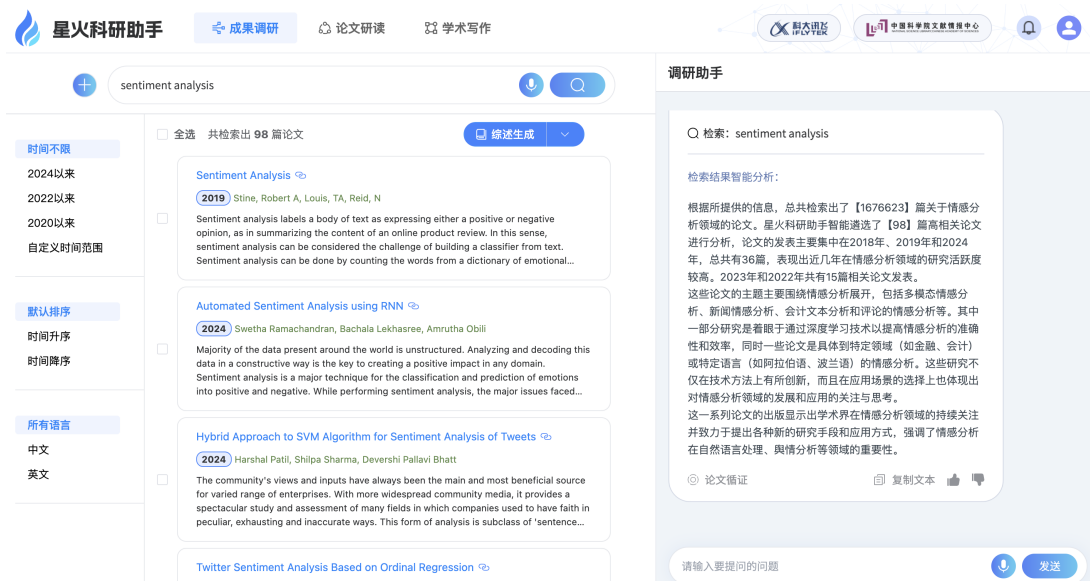 星火科研助手
成果调研
论文研读
学术写作
科大讯飞
iFLYTEK
中国科学院文献情报中心
NATIONAL SCIENCE LIBRARY, CHINESE ACADEMY OF SCIENCES
sentiment analysis
时间不限
2024以来
2022以来
2020以来
自定义时间范围
默认排序
时间升序
时间降序
所有语言
中文
英文
全选 共检索出 98 篇论文
综述生成
Sentiment Analysis
2019 Stine, Robert A, Louis, TA, Reid, N
Sentiment analysis labels a body of text as expressing either a positive or negative
opinion, as in summarizing the content of an online product review. In this sense,
sentiment analysis can be considered the challenge of building a classifier from text.
Sentiment analysis can be done by counting the words from a dictionary of emotional...
Automated Sentiment Analysis using RNN
2024 Swetha Ramachandran, Bachala Lekhasree, Amrutha Obili
Majority of the data present around the world is unstructured. Analyzing and decoding this
data in a constructive way is the key to creating a positive impact in any domain.
Sentiment analysis is a major technique for the classification and prediction of emotions
into positive and negative. While performing sentiment analysis, the major issues faced...
Hybrid Approach to SVM Algorithm for Sentiment Analysis of Tweets
2024 Harshal Patil, Shilpa Sharma, Devershi Pallavi Bhatt
The community's views and inputs have always been the main and most beneficial source
for varied range of enterprises. With more widespread community media, it provides a
spectacular study and assessment of many fields in which companies used to have faith in
peculiar, exhausting and inaccurate ways. This form of analysis is subclass of 'sentence...
Twitter Sentiment Analysis Based on Ordinal Regression
调研助手
检索：sentiment analysis
检索结果智能分析：
根据所提供的信息，总共检索出了【1676623】篇关于情感分
析领域的论文。星火科研助手智能遴选了【98】篇高相关论文
进行分析，论文的发表主要集中在2018年、2019年和2024
年，总共有36篇，表现出近几年在情感分析领域的研究活跃度
较高。2023年和2022年共有15篇相关论文发表。
这些论文的主题主要围绕情感分析展开，包括多模态情感分
析、新闻情感分析、会计文本分析和评论的情感分析等。其中
一部分研究是着眼于通过深度学习技术以提高情感分析的准确
性和效率，同时一些论文是具体到特定领域（如金融、会计）
或特定语言（如阿拉伯语、波兰语）的情感分析。这些研究不
仅在技术方法上有所创新，而且在应用场景的选择上也体现出
对情感分析领域的发展和应用的关注与思考。
这一系列论文的出版显示出学术界在情感分析领域的持续关注
并致力于提出各种新的研究手段和应用方式，强调了情感分析
在自然语言处理、舆情分析等领域的重要性。
论文循证
复制文本
请输入要提问的问题
发送